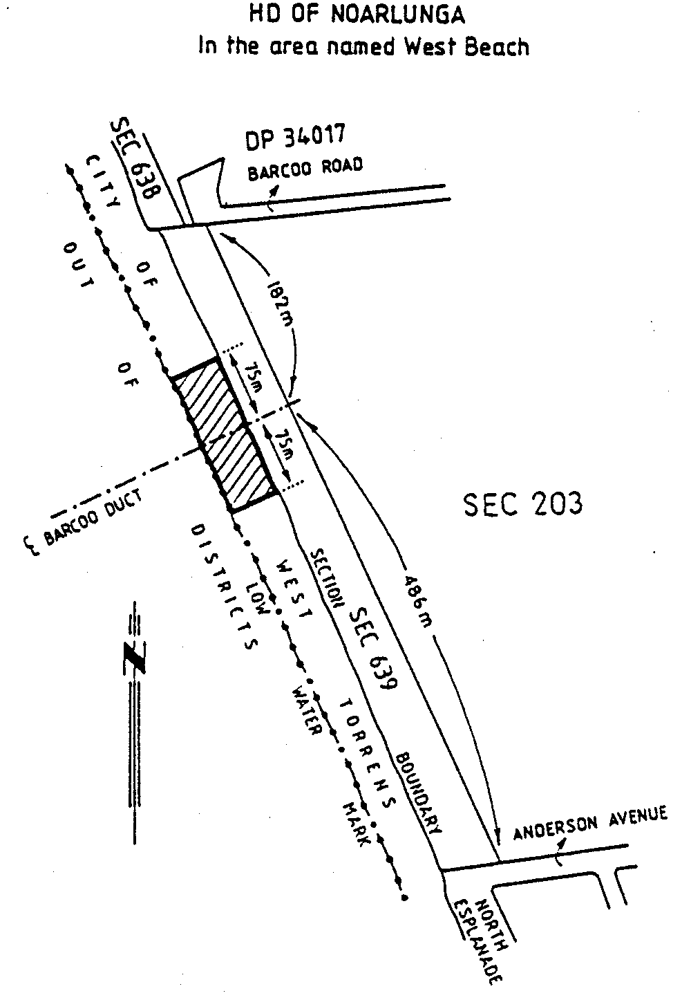 HD OF NOARLUNGA
In the area named West Beach
SEC 638
DP 34017
BARCOO ROAD
CITY OF WEST TORRENS
OUT OF DISTRICTS
182m
75m
75m
℄ BARCOO DUCT
SEC 203
486m
LOW WATER MARK
SECTION BOUNDARY
SEC 639
N
ANDERSON AVENUE
NORTH
ESPLANADE